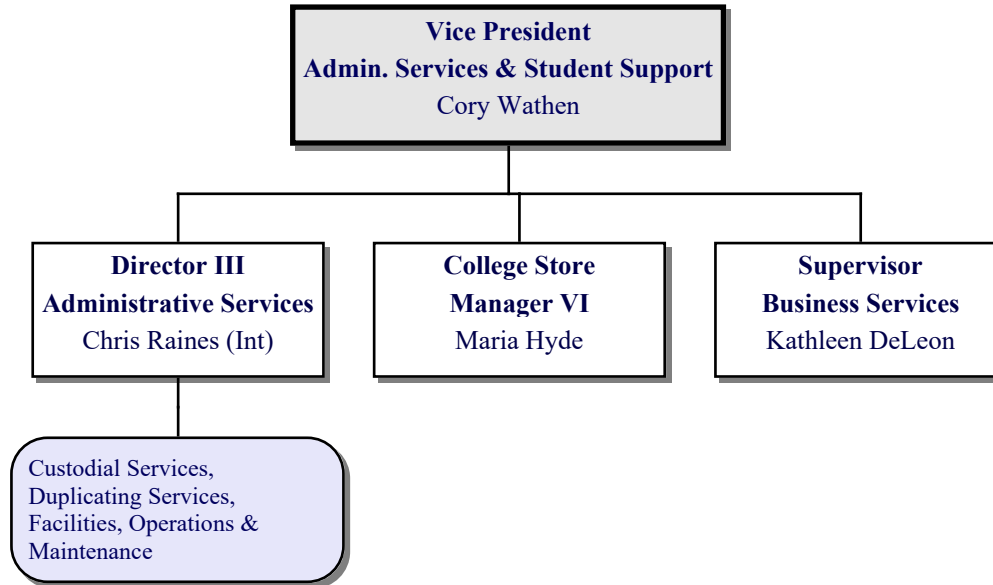 Vice President
Admin. Services & Student Support
Cory Wathen
Director III
Administrative Services
Chris Raines (Int)
College Store
Manager VI
Maria Hyde
Supervisor
Business Services
Kathleen DeLeon
Custodial Services,
Duplicating Services,
Facilities, Operations &
Maintenance